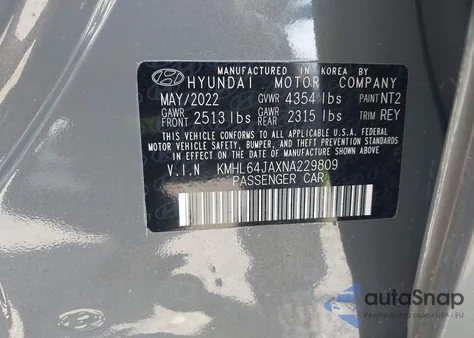 MANUFACTURED IN KOREA BY
HYUNDAI MOTOR COMPANY
MAY/2022 GVWR 4354 lbs PAINT NT2
GAWR FRONT 2513 lbs GAWR REAR 2315 lbs TRIM REY
THIS VEHICLE CONFORMS TO ALL APPLICABLE U.S.A. FEDERAL
MOTOR VEHICLE SAFETY, BUMPER, AND THEFT PREVENTION
STANDARDS IN EFFECT ON THE DATE OF MANUFACTURE SHOWN ABOVE.
V.I.N KMHL64JAXNA229809
PASSENGER CAR
autoSnap